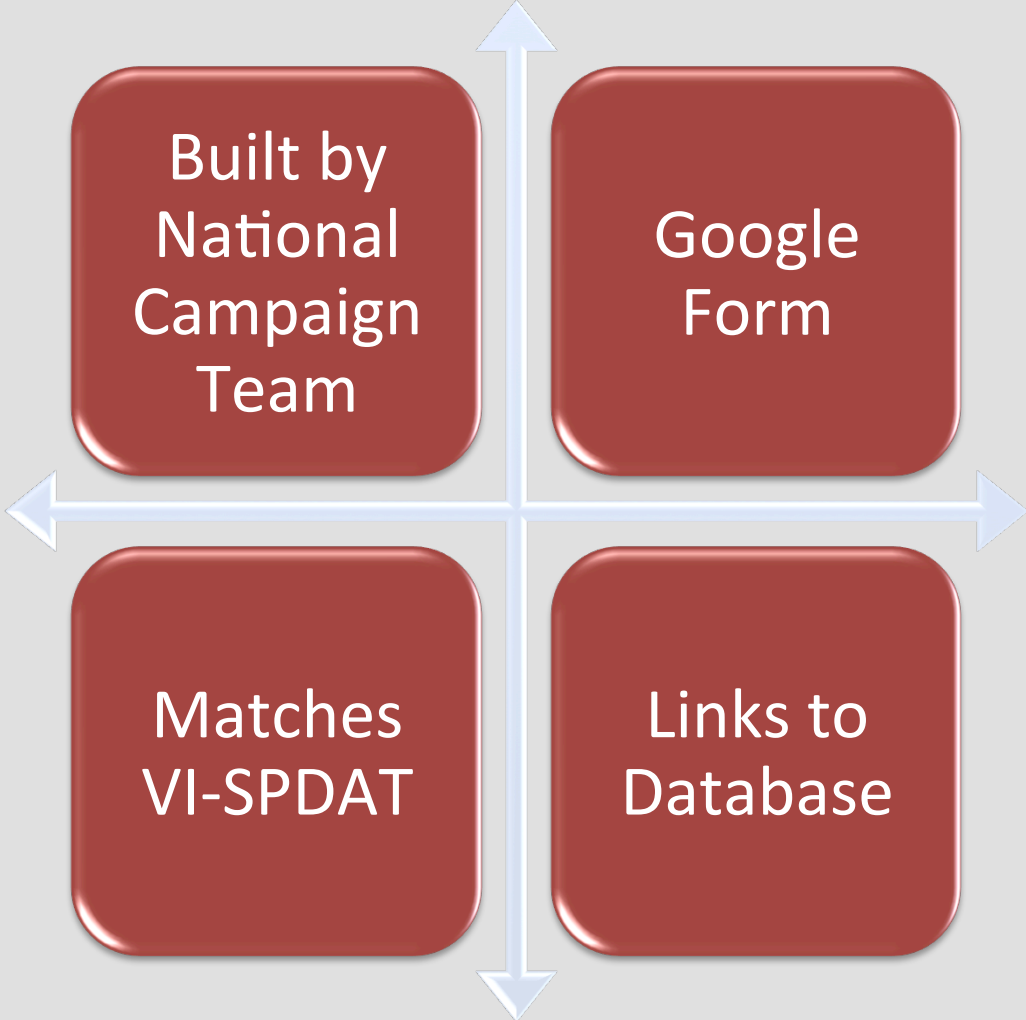 Built by
National
Campaign
Team
Google
Form
Matches
VI-SPDAT
Links to
Database